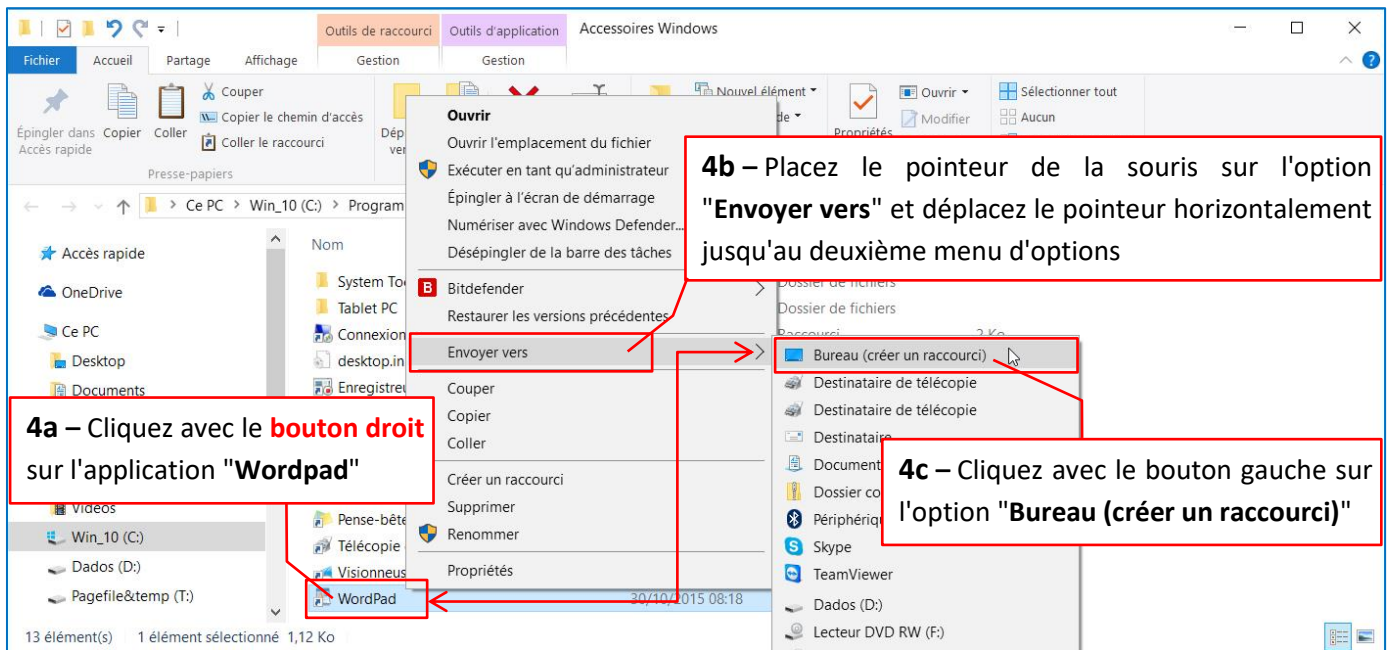 Outils de raccourci Outils d'application Accessoires Windows
Fichier Accueil Partage Affichage Gestion Gestion
Couper
Copier le chemin d'accès
Coller le raccourci
Épingler dans Accès rapide
Copier
Coller
Presse-papiers
Dép
ver
Nouvel élément
de
Propriétés
Ouvrir
Modifier
Sélectionner tout
Aucun
Ce PC > Win_10 (C:) > Program
Accès rapide
OneDrive
Ce PC
Desktop
Documents
Vidéos
Win_10 (C:)
Dados (D:)
Pagefile&temp (T:)
Nom
System To
Tablet PC
Connexion
desktop.in
Enregistreu
Pense-bête
Télécopie
Visionneus
WordPad
30/10/2015 08:18
Dossier de fichiers
Dossier de fichiers
Raccourci 2 Ko
Ouvrir
Ouvrir l'emplacement du fichier
Exécuter en tant qu'administrateur
Épingler à l'écran de démarrage
Numériser avec Windows Defender...
Désépingler de la barre des tâches
Bitdefender
Restaurer les versions précédentes
Envoyer vers
Couper
Copier
Coller
Créer un raccourci
Supprimer
Renommer
Propriétés
Bureau (créer un raccourci)
Destinataire de télécopie
Destinataire de télécopie
Destinataire
Document
Dossier co
Périphériq
Skype
TeamViewer
Dados (D:)
Lecteur DVD RW (F:)
4b – Placez le pointeur de la souris sur l'option
"Envoyer vers" et déplacez le pointeur horizontalement
jusqu'au deuxième menu d'options
4a – Cliquez avec le bouton droit
sur l'application "Wordpad"
4c – Cliquez avec le bouton gauche sur
l'option "Bureau (créer un raccourci)"
13 élément(s) 1 élément sélectionné 1,12 Ko